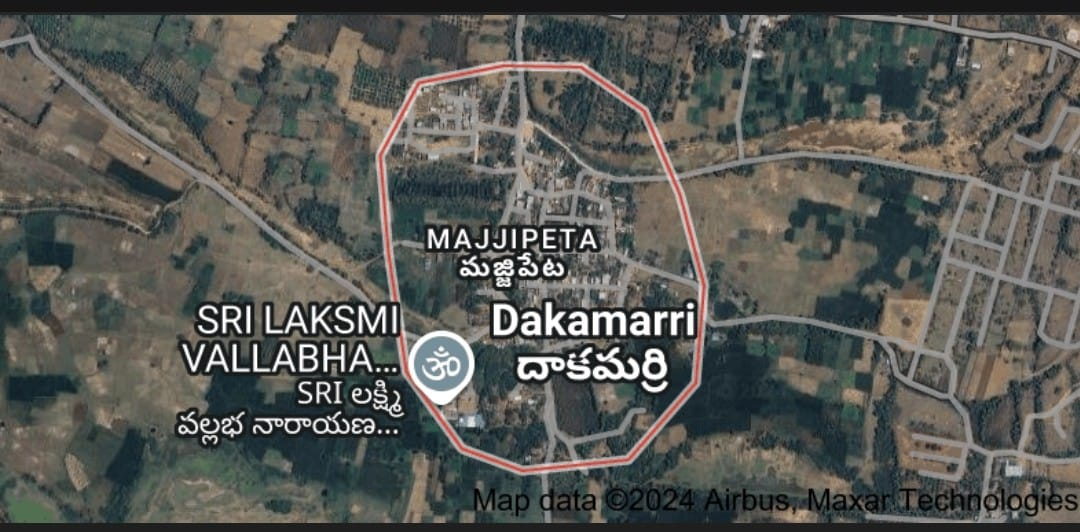 MAJJIPETA
మజ్జిపేట
Dakamarri
దాకమర్రి
SRI LAKSMI
VALLABHA...
SRI లక్ష్మి
వల్లభ నారాయణ...
ॐ
Map data ©2024 Airbus, Maxar Technologies